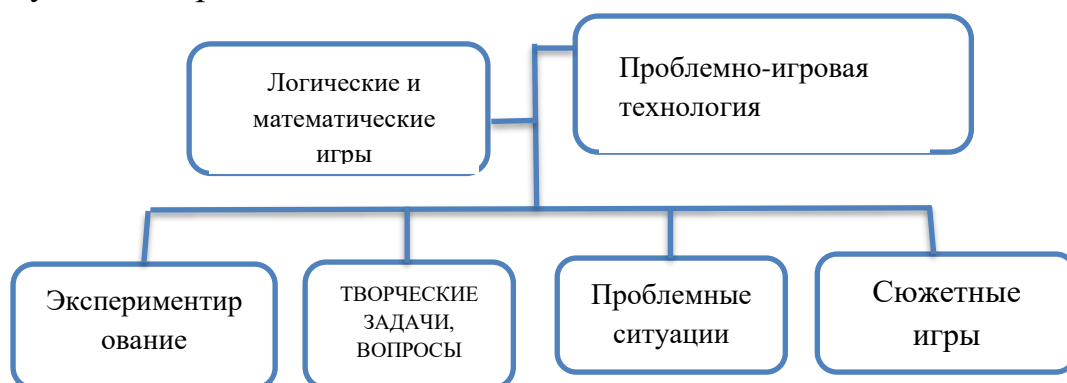 Логические и
математические
игры
Проблемно-игровая
технология
Экспериментир
ование
ТВОРЧЕСКИЕ
ЗАДАЧИ,
ВОПРОСЫ
Проблемные
ситуации
Сюжетные
игры